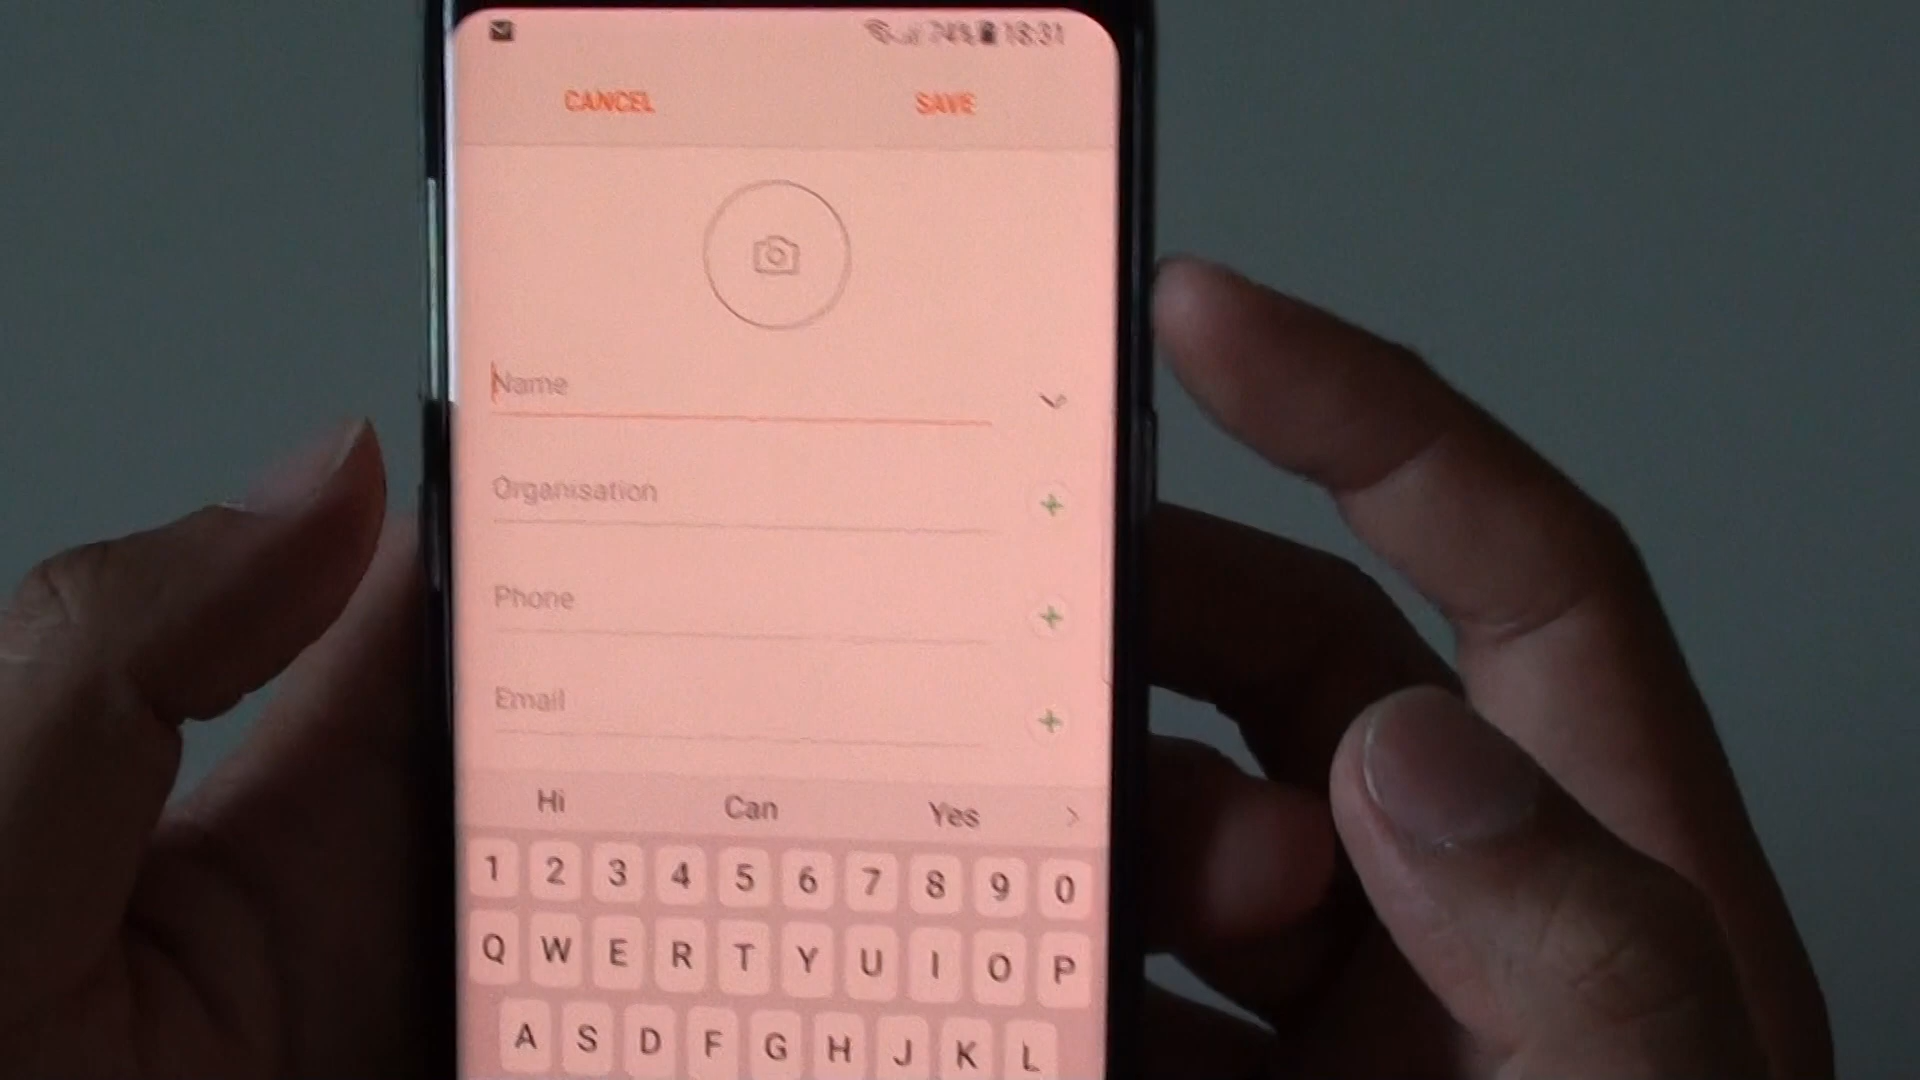 74% 18:31
CANCEL SAVE
Name
Organisation
Phone
Email
Hi Can Yes
1 2 3 4 5 6 7 8 9 0
Q W E R T Y U I O P
A S D F G H J K L